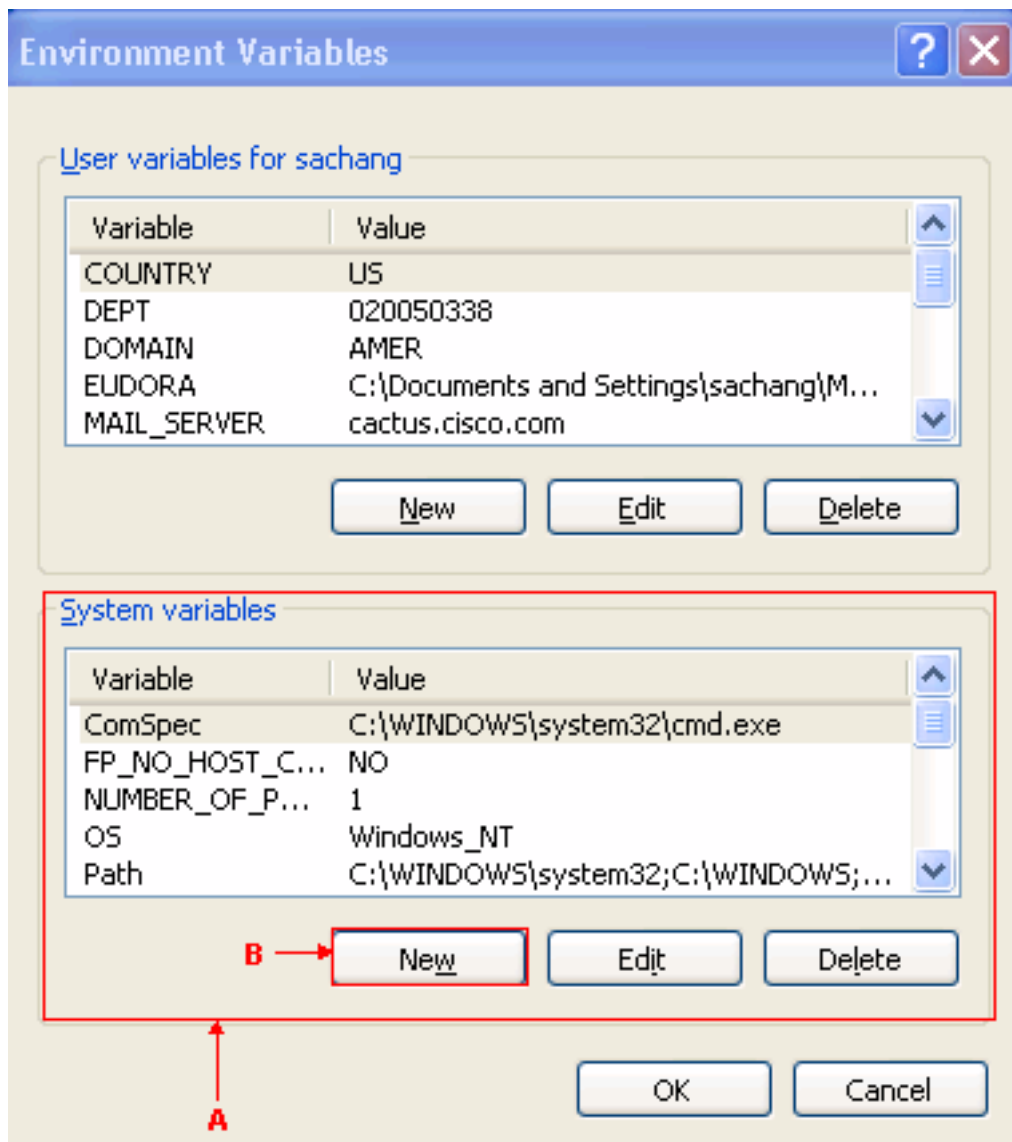 Environment Variables
User variables for sachang
Variable Value
COUNTRY US
DEPT 020050338
DOMAIN AMER
EUDORA C:\Documents and Settings\sachang\M...
MAIL_SERVER cactus.cisco.com
New Edit Delete
System variables
Variable Value
ComSpec C:\WINDOWS\system32\cmd.exe
FP_NO_HOST_C... NO
NUMBER_OF_P... 1
OS Windows_NT
Path C:\WINDOWS\system32;C:\WINDOWS;...
B New Edit Delete
OK Cancel
A